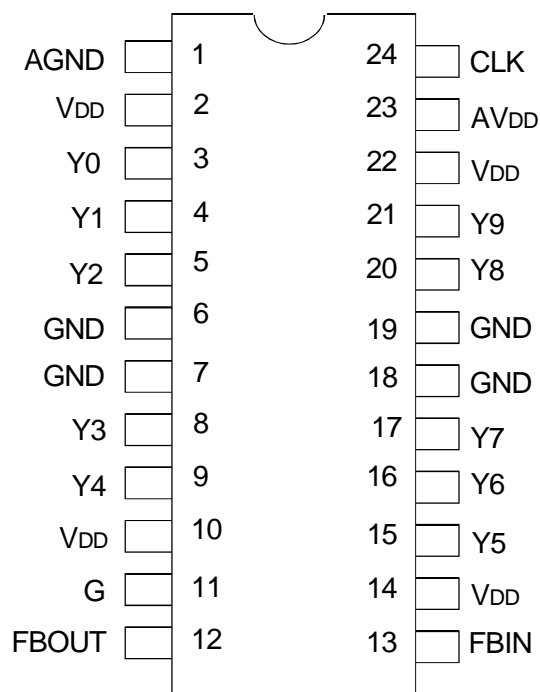 AGND 1 24 CLK
VDD 2 23 AVDD
Y0 3 22 VDD
Y1 4 21 Y9
Y2 5 20 Y8
GND 6 19 GND
GND 7 18 GND
Y3 8 17 Y7
Y4 9 16 Y6
VDD 10 15 Y5
G 11 14 VDD
FBOUT 12 13 FBIN